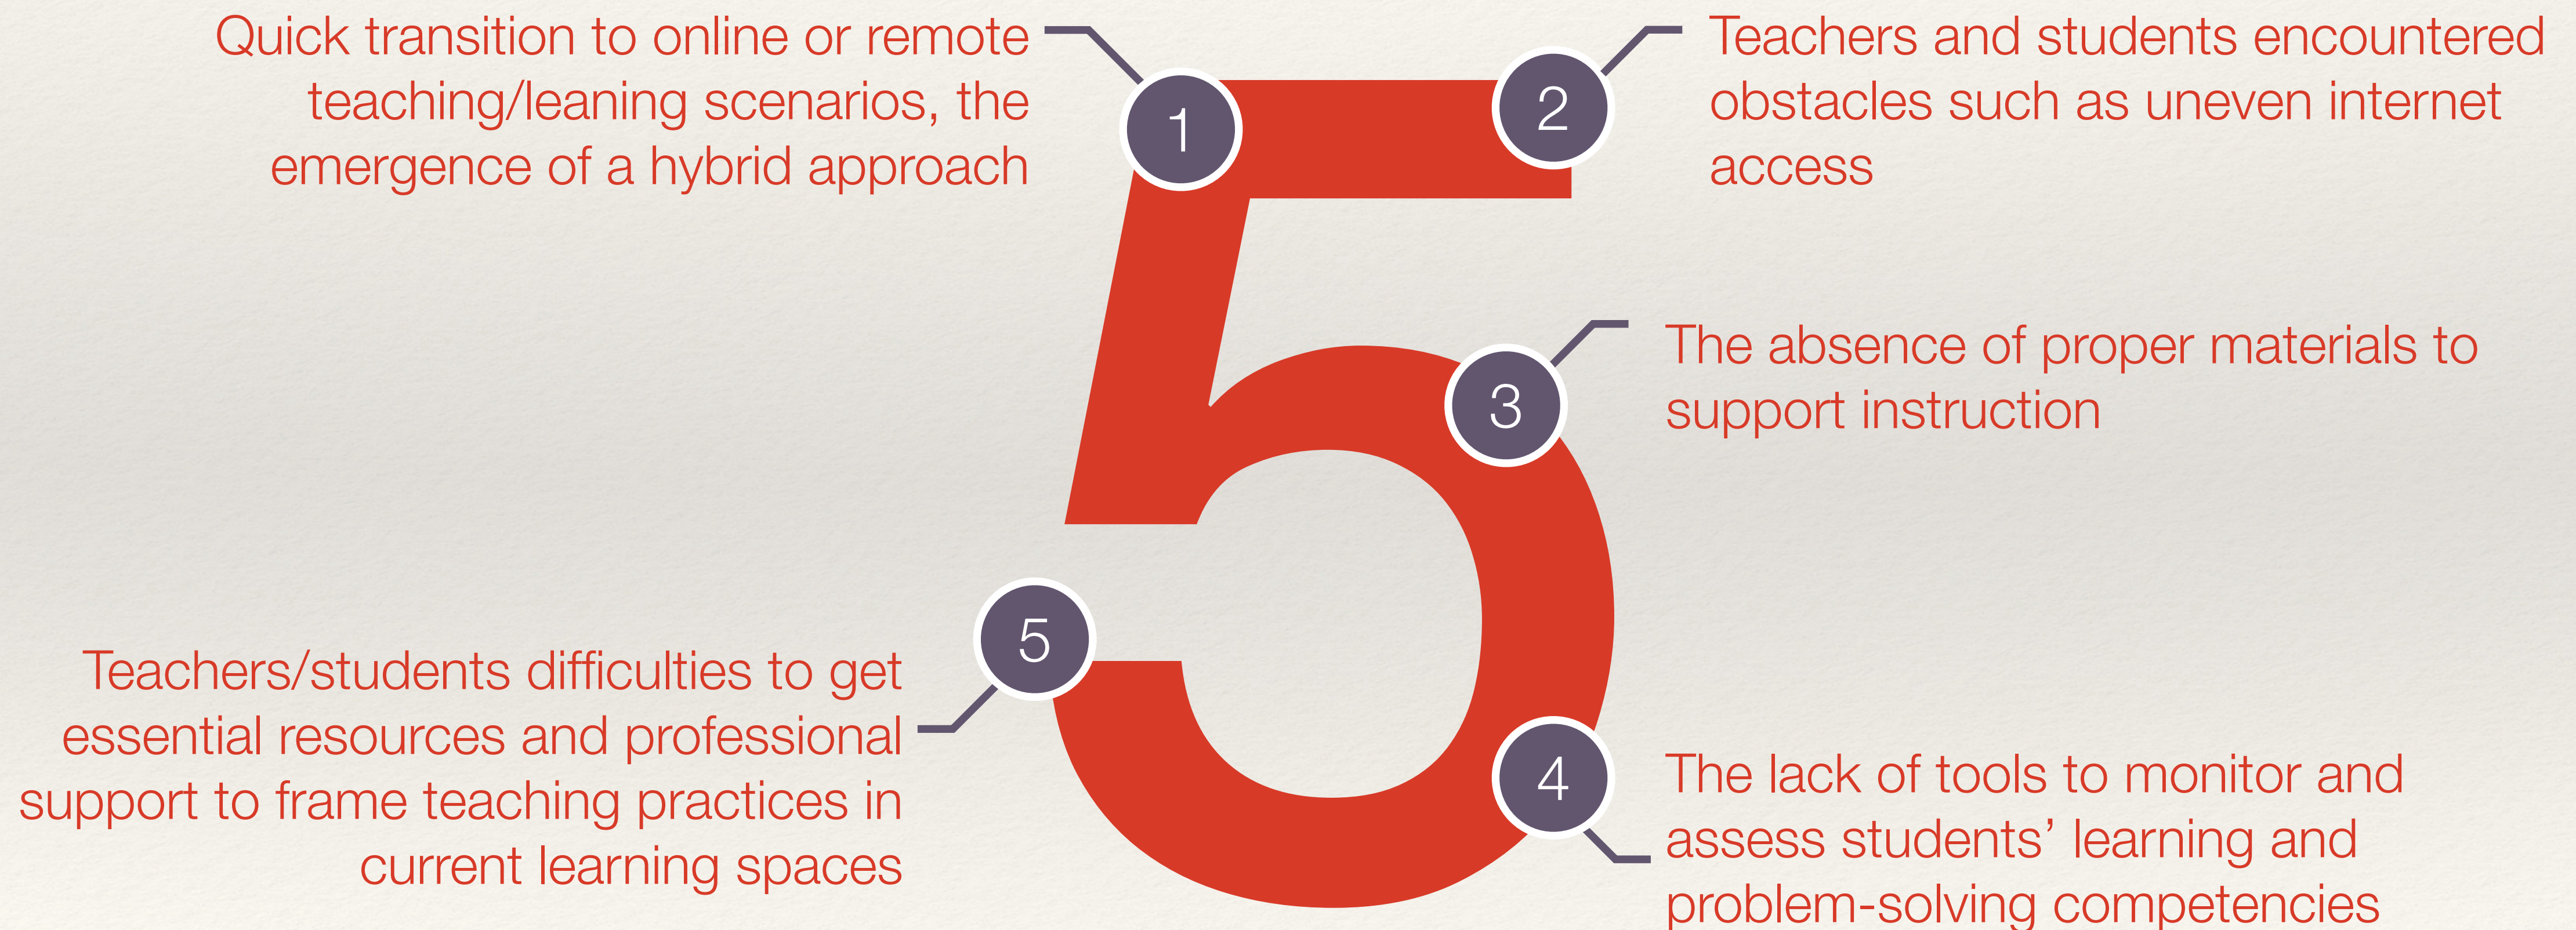 Quick transition to online or remote
teaching/leaning scenarios, the
emergence of a hybrid approach
1
2
Teachers and students encountered
obstacles such as uneven internet
access
3
The absence of proper materials to
support instruction
4
The lack of tools to monitor and
assess students’ learning and
problem-solving competencies
5
Teachers/students difficulties to get
essential resources and professional
support to frame teaching practices in
current learning spaces
5